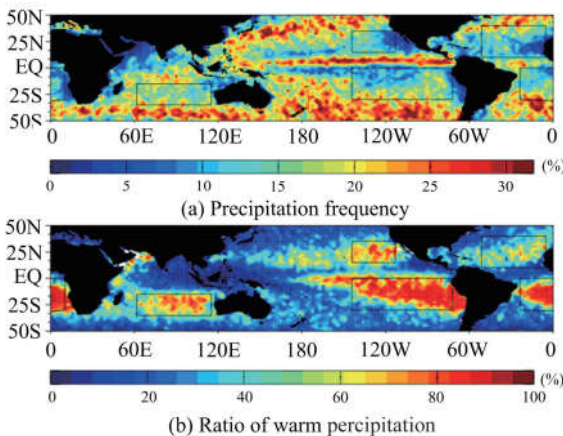 50N
25N
EQ
25S
50S
0 60E 120E 180 120W 60W 0
0 5 10 15 20 25 30 (%)
(a) Precipitation frequency
50N
25N
EQ
25S
50S
0 60E 120E 180 120W 60W 0
0 20 40 60 80 100 (%)
(b) Ratio of warm percipitation